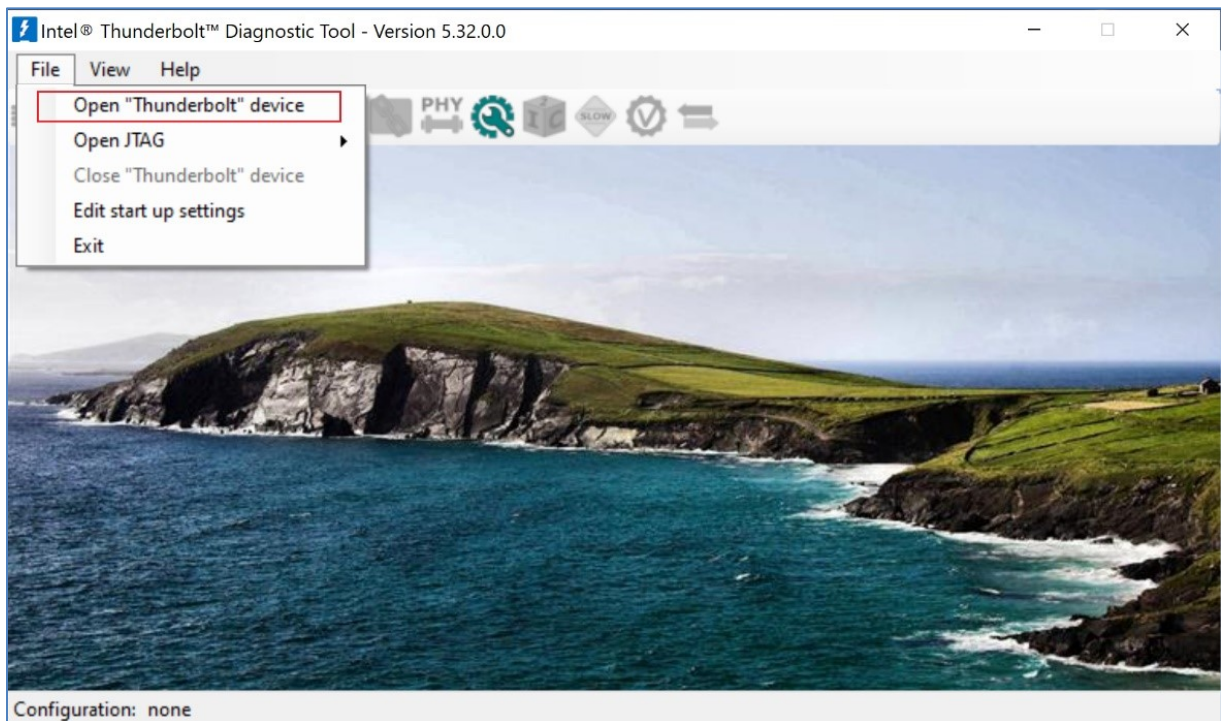 Intel® Thunderbolt™ Diagnostic Tool - Version 5.32.0.0
File View Help
Open "Thunderbolt" device
Open JTAG
Close "Thunderbolt" device
Edit start up settings
Exit
PHY
I C
SLOW
Configuration: none